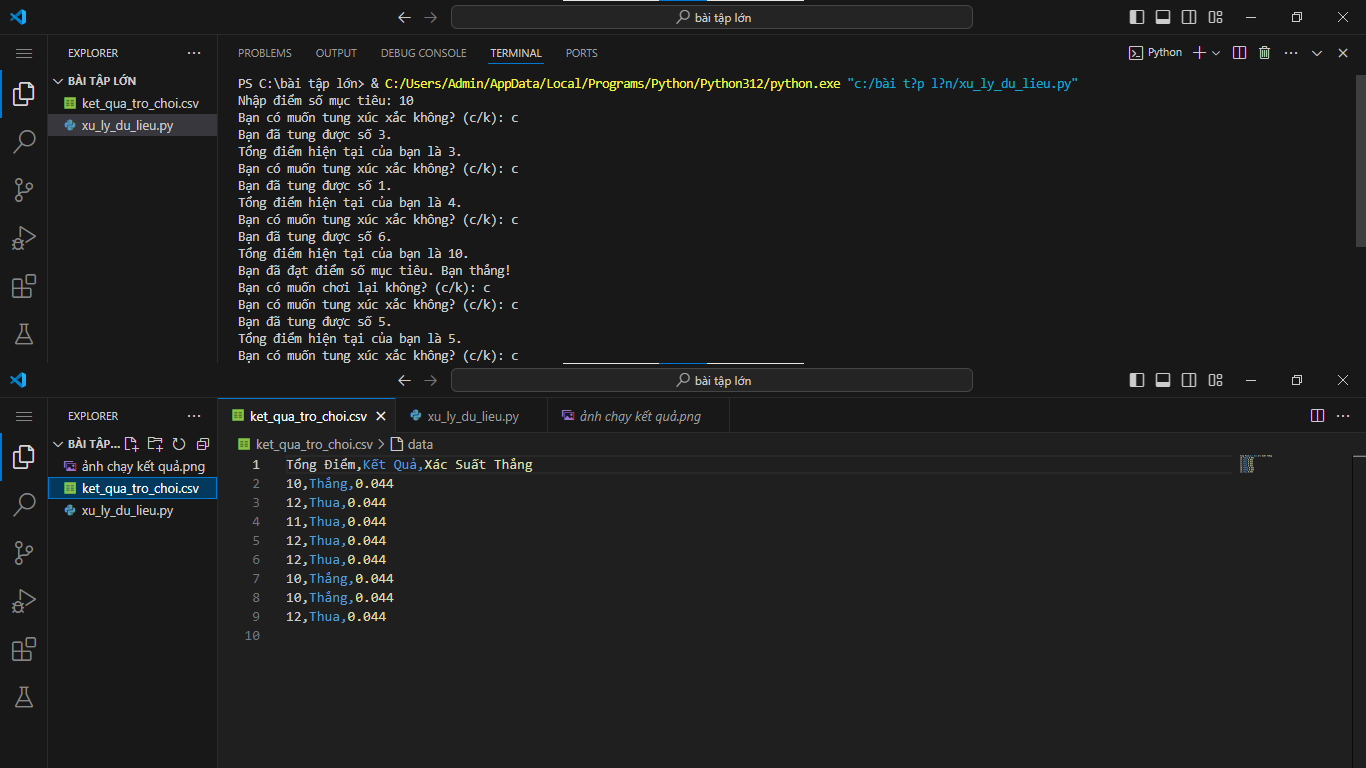 bài tập lớn
EXPLORER
PROBLEMS OUTPUT DEBUG CONSOLE TERMINAL PORTS
Python
BÀI TẬP LỚN
ket_qua_tro_choi.csv
xu_ly_du_lieu.py
PS C:\bài tập lớn> & C:/Users/Admin/AppData/Local/Programs/Python/Python312/python.exe "c:/bài t?p l?n/xu_ly_du_lieu.py"
Nhập điểm số mục tiêu: 10
Bạn có muốn tung xúc xắc không? (c/k): c
Bạn đã tung được số 3.
Tổng điểm hiện tại của bạn là 3.
Bạn có muốn tung xúc xắc không? (c/k): c
Bạn đã tung được số 1.
Tổng điểm hiện tại của bạn là 4.
Bạn có muốn tung xúc xắc không? (c/k): c
Bạn đã tung được số 6.
Tổng điểm hiện tại của bạn là 10.
Bạn đã đạt điểm số mục tiêu. Bạn thắng!
Bạn có muốn chơi lại không? (c/k): c
Bạn có muốn tung xúc xắc không? (c/k): c
Bạn đã tung được số 5.
Tổng điểm hiện tại của bạn là 5.
Bạn có muốn tung xúc xắc không? (c/k): c
bài tập lớn
EXPLORER
ket_qua_tro_choi.csv xu_ly_du_lieu.py ảnh chạy kết quả.png
BÀI TẬP...
ảnh chạy kết quả.png
ket_qua_tro_choi.csv
xu_ly_du_lieu.py
ket_qua_tro_choi.csv > data
1 Tổng Điểm,Kết Quả,Xác Suất Thắng
2 10,Thắng,0.044
3 12,Thua,0.044
4 11,Thua,0.044
5 12,Thua,0.044
6 12,Thua,0.044
7 10,Thắng,0.044
8 10,Thắng,0.044
9 12,Thua,0.044
10